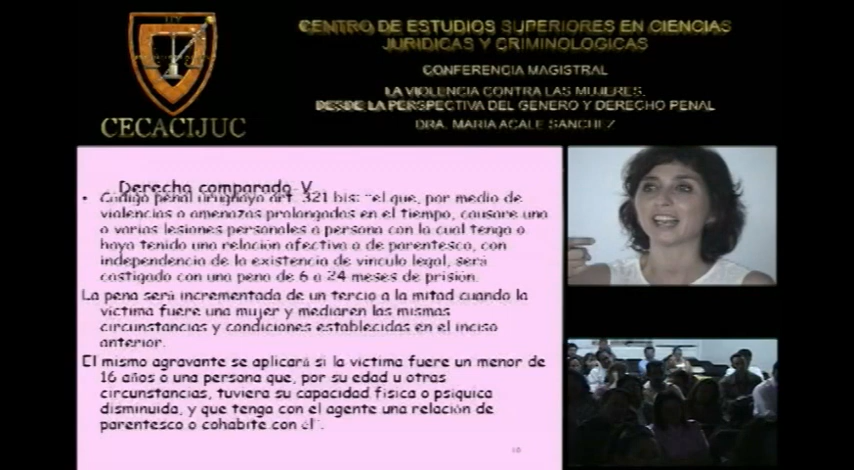 CENTRO DE ESTUDIOS SUPERIORES EN CIENCIAS
JURIDICAS Y CRIMINOLOGICAS
CONFERENCIA MAGISTRAL
LA VIOLENCIA CONTRA LAS MUJERES.
DESDE LA PERSPECTIVA DEL GENERO Y DERECHO PENAL
DRA. MARIA ACALE SANCHEZ
CECACIJUC
Derecho comparado V
• Código penal uruguayo art. 321 bis: "el que, por medio de
violencias o amenazas prolongadas en el tiempo, causare una
o varias lesiones personales a persona con la cual tenga o
haya tenido una relación afectiva o de parentesco, con
independencia de la existencia de vinculo legal, será
castigado con una pena de 6 a 24 meses de prisión.
La pena será incrementada de un tercio a la mitad cuando la
víctima fuere una mujer y mediaren las mismas
circunstancias y condiciones establecidas en el inciso
anterior.
El mismo agravante se aplicará si la víctima fuere un menor de
16 años o una persona que, por su edad u otras
circunstancias, tuviera su capacidad física o psíquica
disminuida, y que tenga con el agente una relación de
parentesco o cohabite con él".